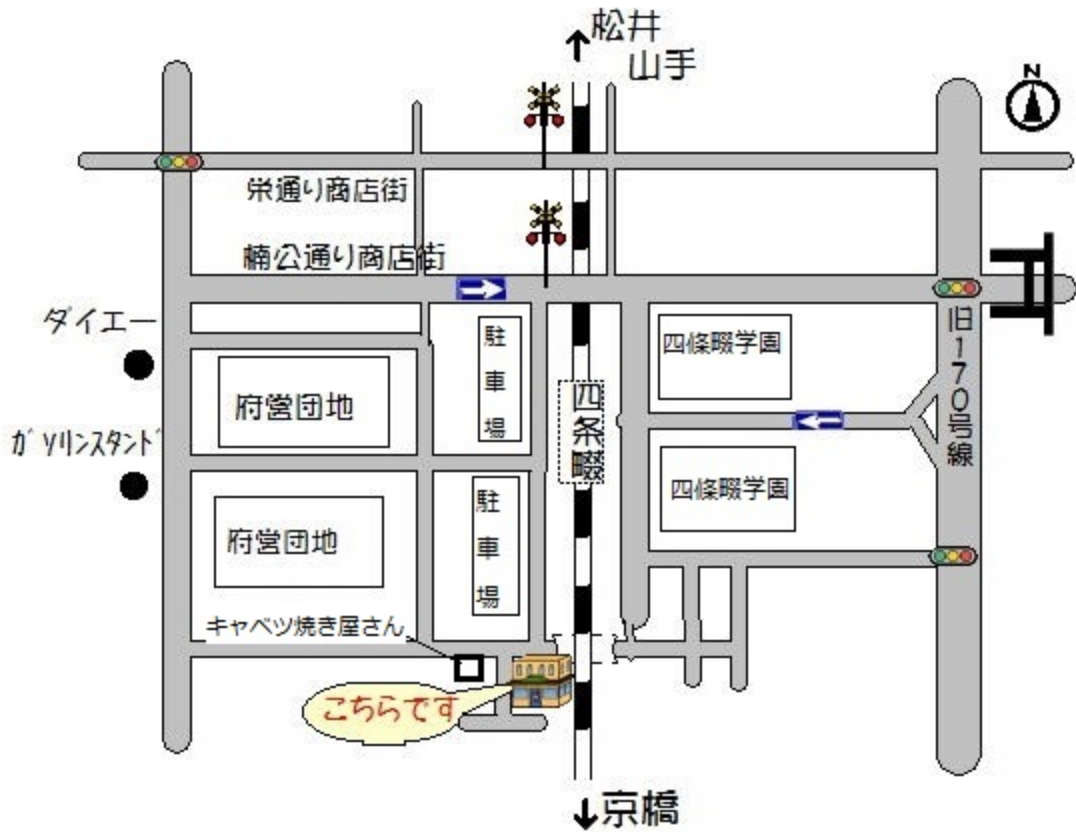 松井
山手
N
栄通り商店街
楠公通り商店街
ダイエー
駐車場
四條畷学園
旧170号線
府営団地
四条畷
ガソリンスタンド
四條畷学園
駐車場
府営団地
キャベツ焼き屋さん
こちらです
京橋